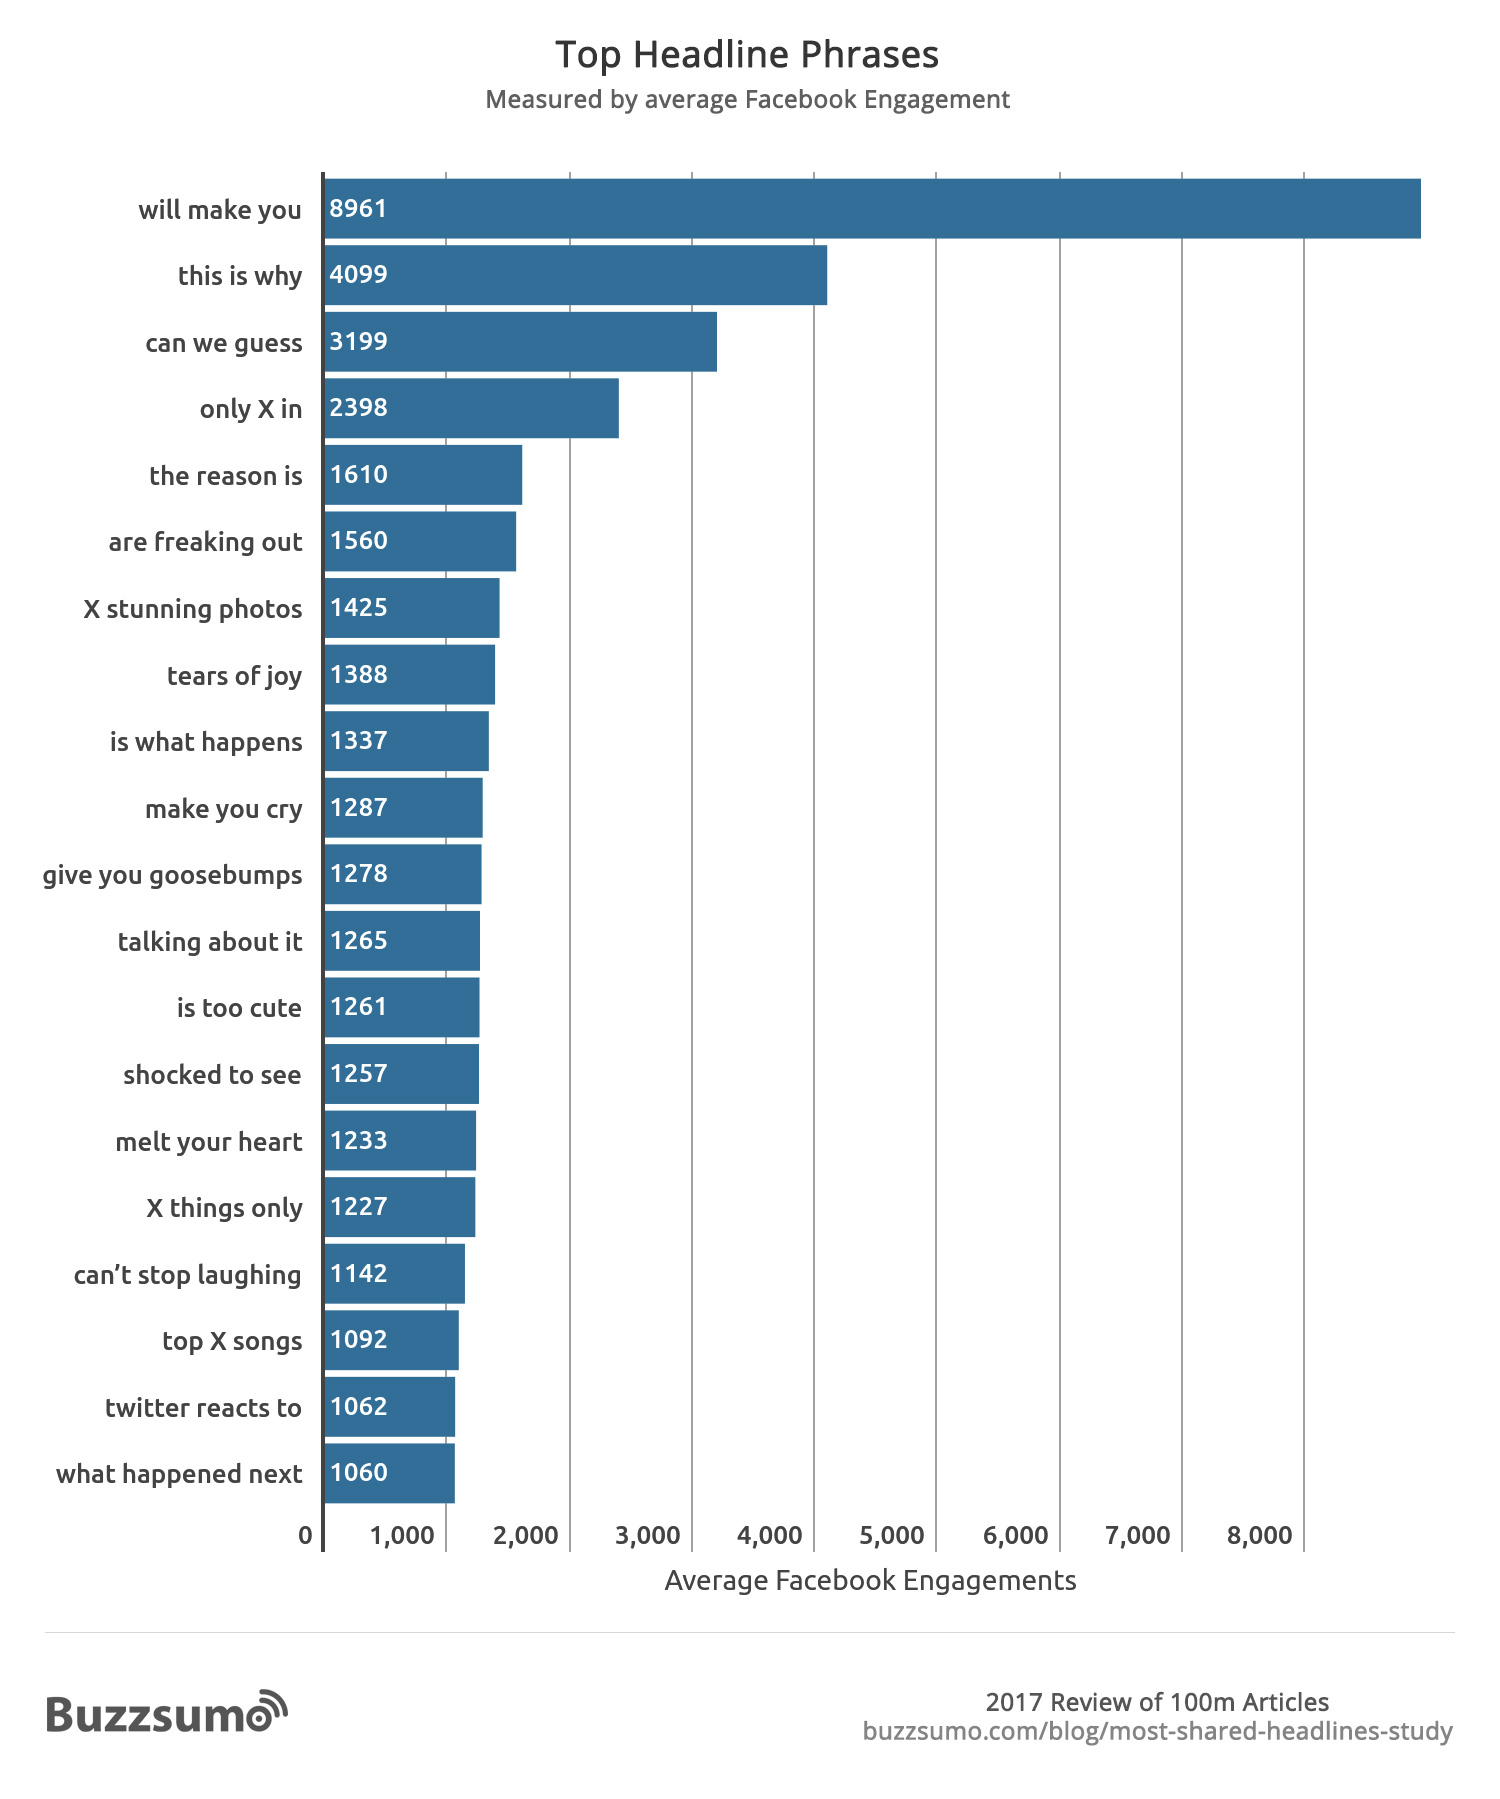 Top Headline Phrases
Measured by average Facebook Engagement
will make you 8961
this is why 4099
can we guess 3199
only X in 2398
the reason is 1610
are freaking out 1560
X stunning photos 1425
tears of joy 1388
is what happens 1337
make you cry 1287
give you goosebumps 1278
talking about it 1265
is too cute 1261
shocked to see 1257
melt your heart 1233
X things only 1227
can’t stop laughing 1142
top X songs 1092
twitter reacts to 1062
what happened next 1060
0 1,000 2,000 3,000 4,000 5,000 6,000 7,000 8,000
Average Facebook Engagements
Buzzsumo
2017 Review of 100m Articles
buzzsumo.com/blog/most-shared-headlines-study